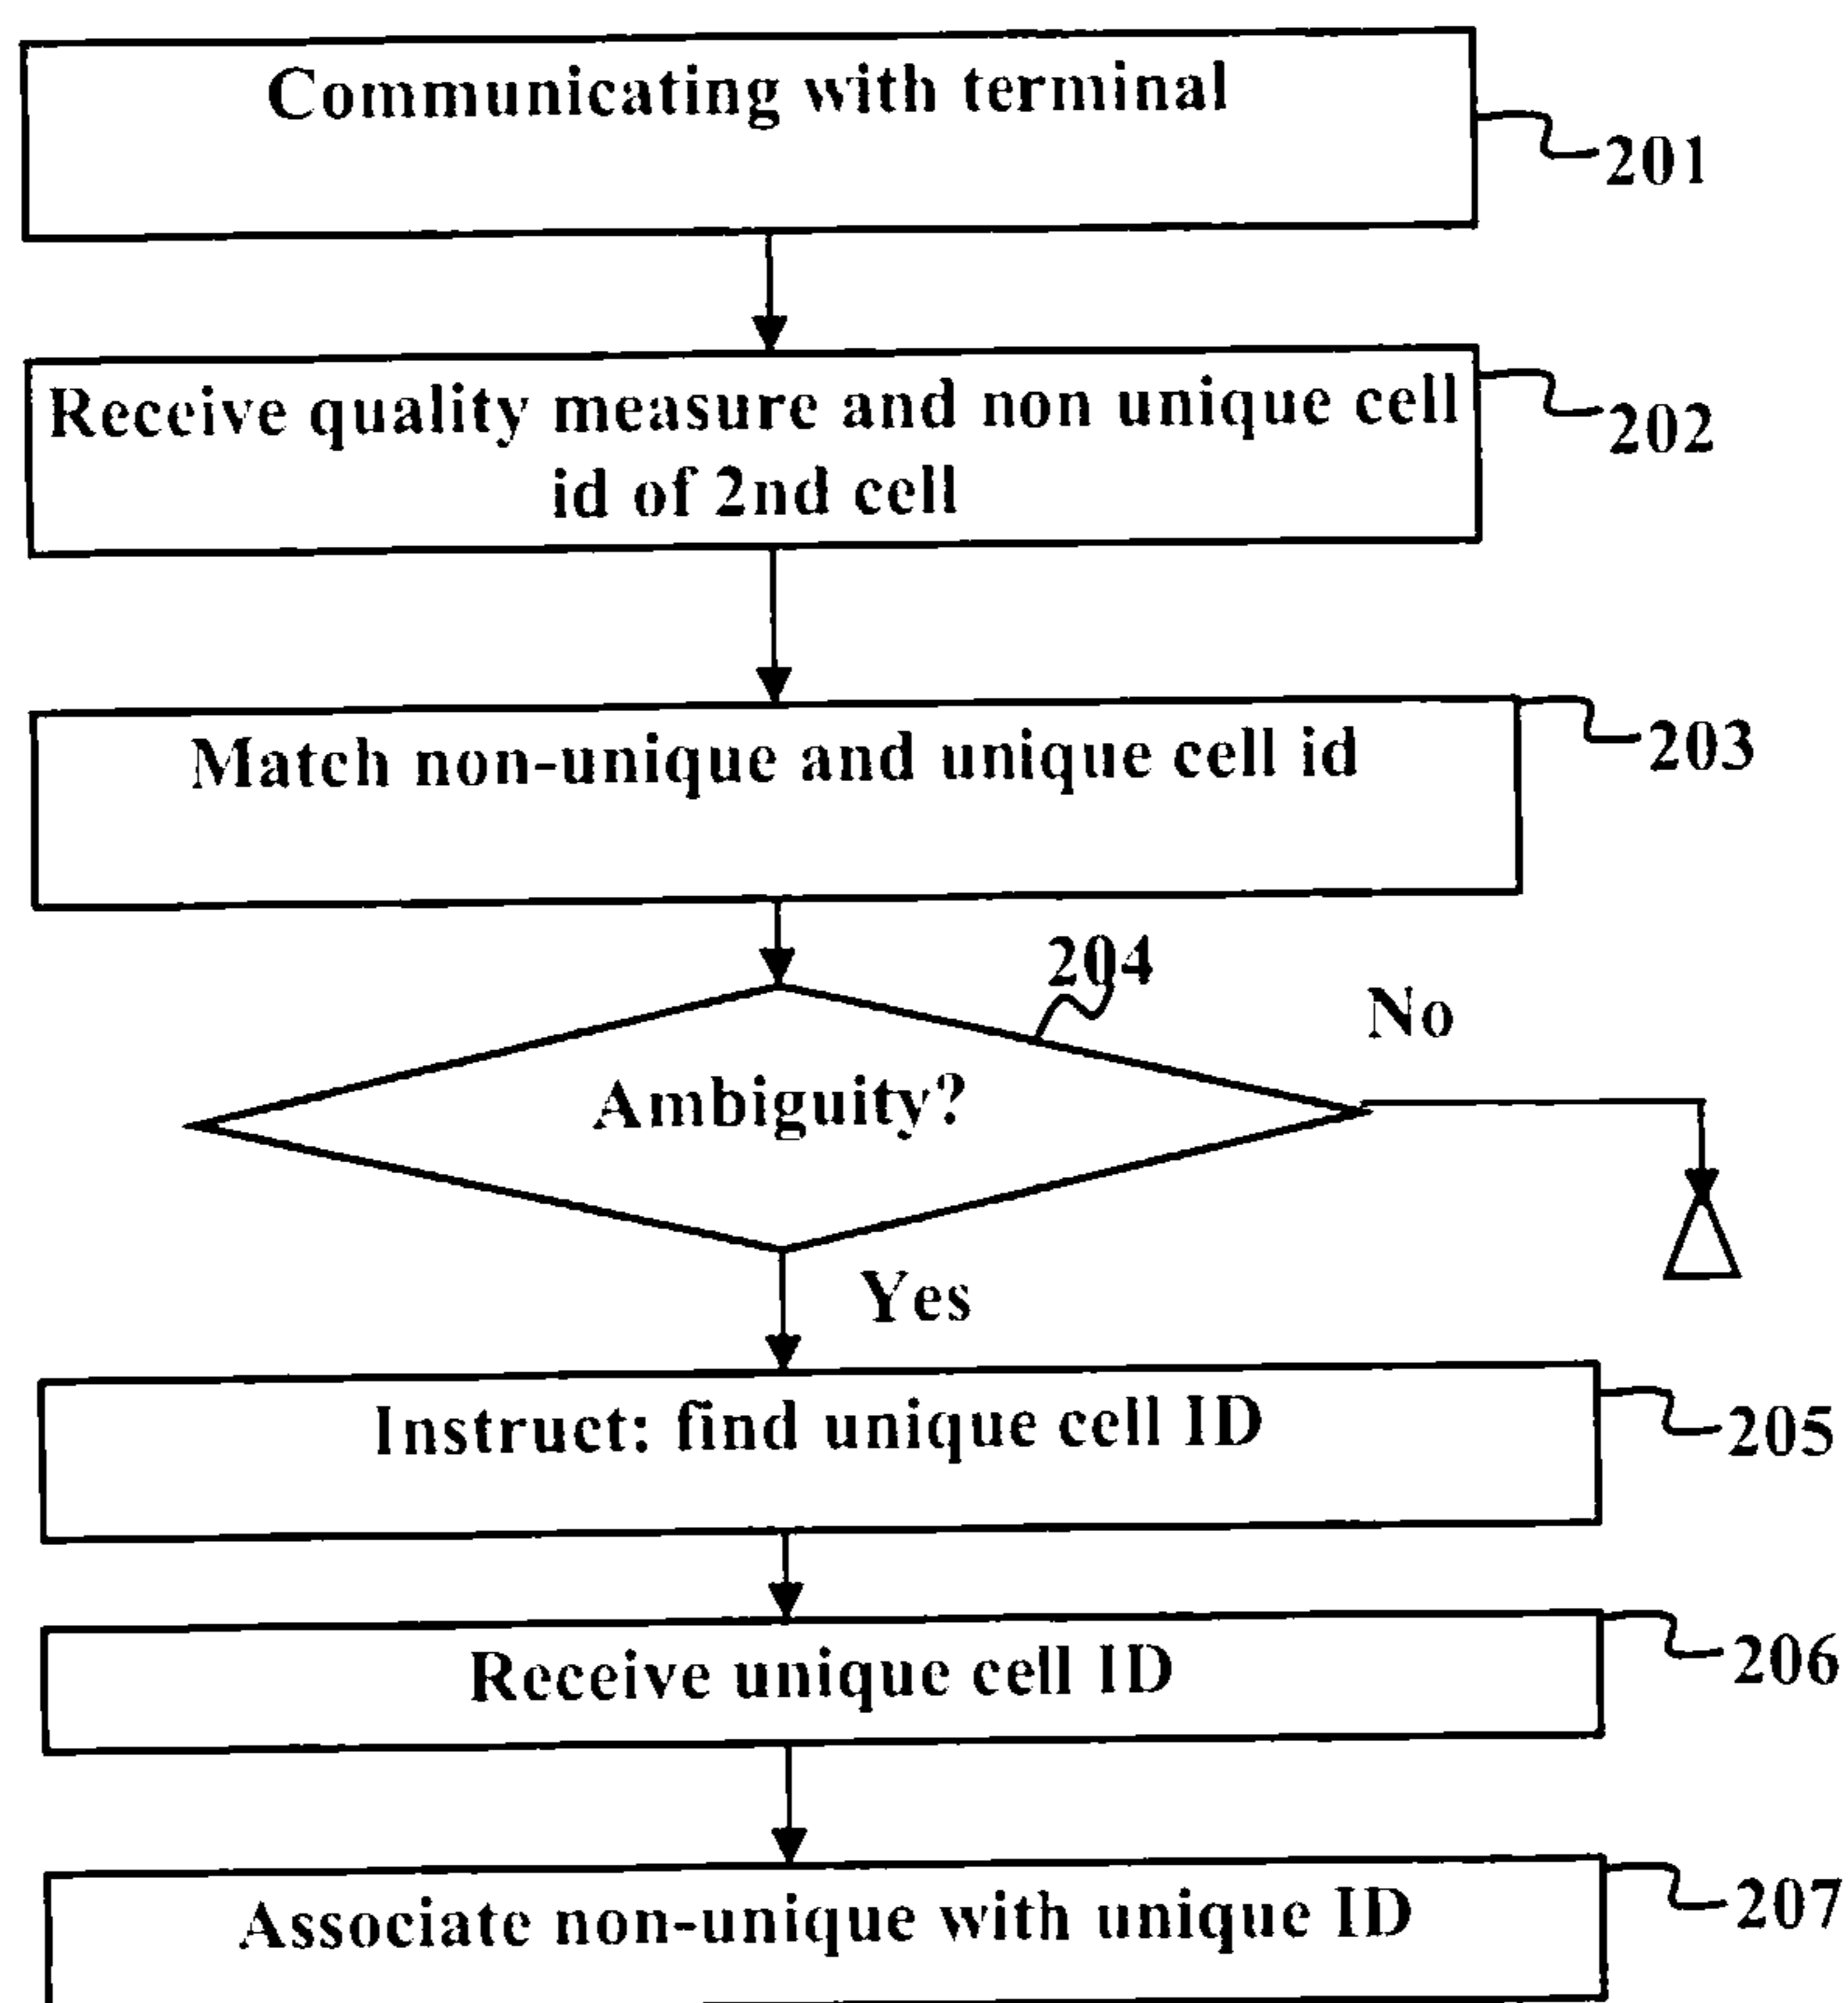 Communicating with terminal
201
Receive quality measure and non unique cell
id of 2nd cell
202
Match non-unique and unique cell id
203
204
No
Ambiguity?
Yes
Instruct: find unique cell ID
205
Receive unique cell ID
206
Associate non-unique with unique ID
207